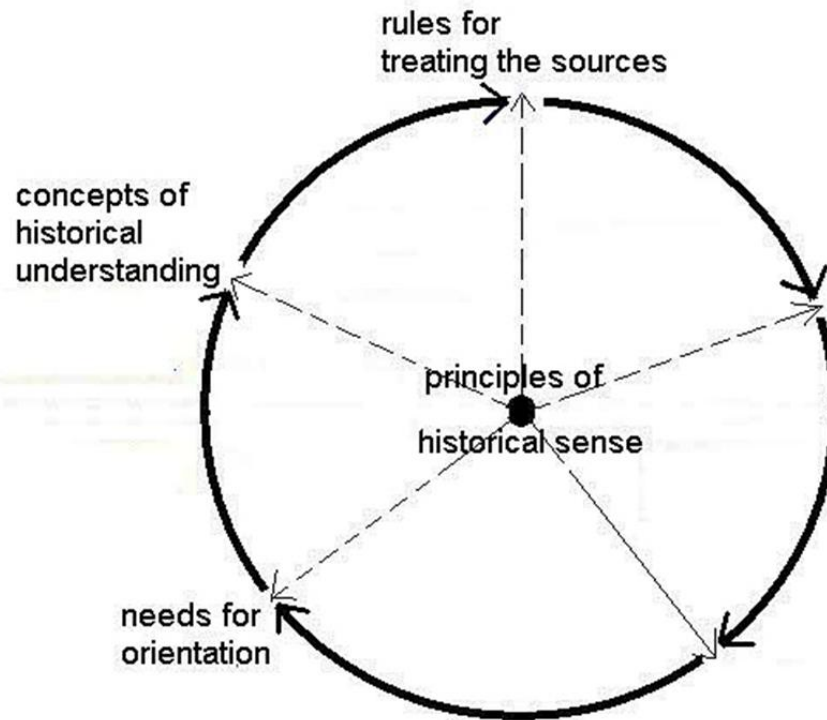 rules for
treating the sources
concepts of
historical
understanding
principles of
historical sense
needs for
orientation